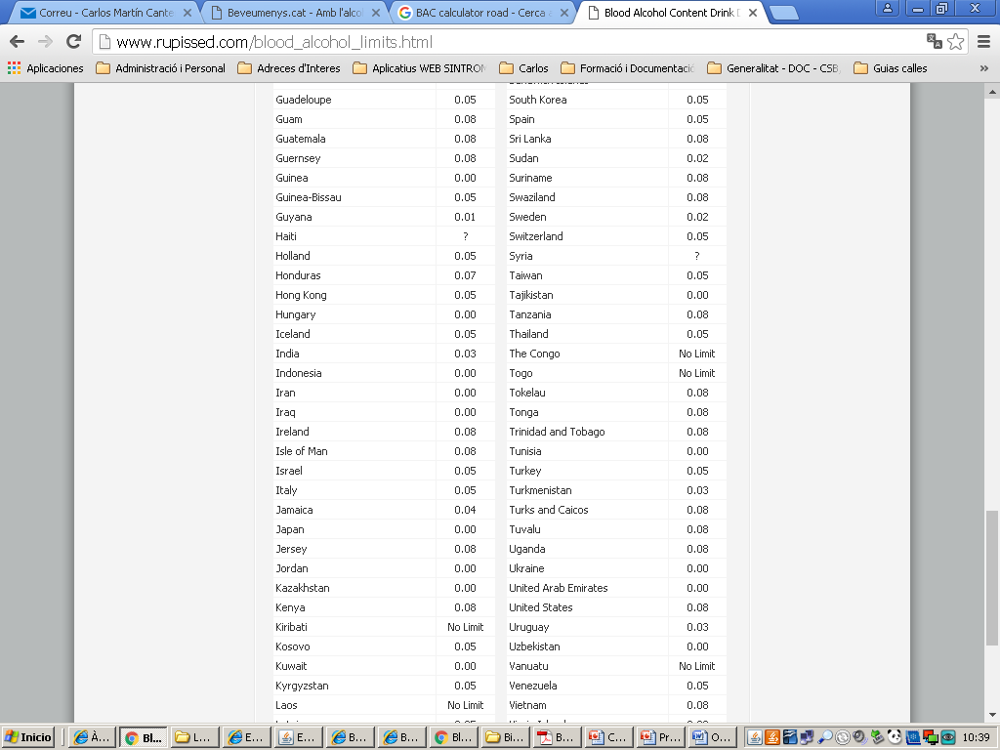 Correu - Carlos Martín Cante
Beveumenys.cat - Amb l'alco
BAC calculator road - Cerca a
Blood Alcohol Content Drink D
www.rupissed.com/blood_alcohol_limits.html
Aplicaciones
Administració i Personal
Adreces d'Interes
Aplicatius WEB SINTRON
Carlos
Formació i Documentaci
Generalitat - DOC - CSB,
Guias calles
»
Guadeloupe 0.05 South Korea 0.05
Guam 0.08 Spain 0.05
Guatemala 0.08 Sri Lanka 0.08
Guernsey 0.08 Sudan 0.02
Guinea 0.00 Suriname 0.08
Guinea-Bissau 0.05 Swaziland 0.08
Guyana 0.01 Sweden 0.02
Haiti ? Switzerland 0.05
Holland 0.05 Syria ?
Honduras 0.07 Taiwan 0.05
Hong Kong 0.05 Tajikistan 0.00
Hungary 0.00 Tanzania 0.08
Iceland 0.05 Thailand 0.05
India 0.03 The Congo No Limit
Indonesia 0.00 Togo No Limit
Iran 0.00 Tokelau 0.08
Iraq 0.00 Tonga 0.08
Ireland 0.08 Trinidad and Tobago 0.08
Isle of Man 0.08 Tunisia 0.00
Israel 0.05 Turkey 0.05
Italy 0.05 Turkmenistan 0.03
Jamaica 0.04 Turks and Caicos 0.08
Japan 0.00 Tuvalu 0.08
Jersey 0.08 Uganda 0.08
Jordan 0.00 Ukraine 0.00
Kazakhstan 0.00 United Arab Emirates 0.00
Kenya 0.08 United States 0.08
Kiribati No Limit Uruguay 0.03
Kosovo 0.05 Uzbekistan 0.00
Kuwait 0.00 Vanuatu No Limit
Kyrgyzstan 0.05 Venezuela 0.05
Laos No Limit Vietnam 0.08
Inicio
À...
Bl...
L...
E...
E...
B...
B...
Bl...
Bi...
B...
C...
Pr...
O...
10:39